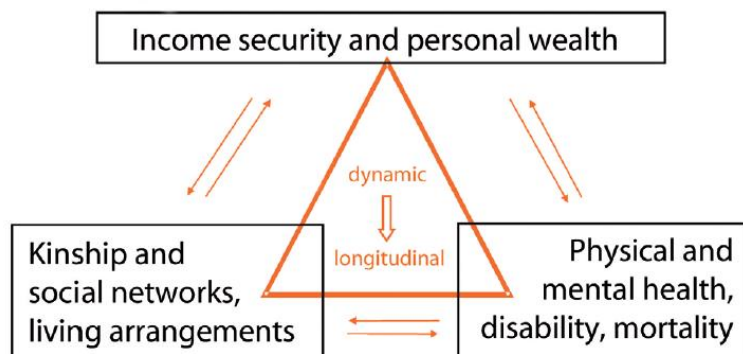 Income security and personal wealth
dynamic
longitudinal
Kinship and
social networks,
living arrangements
Physical and
mental health,
disability, mortality